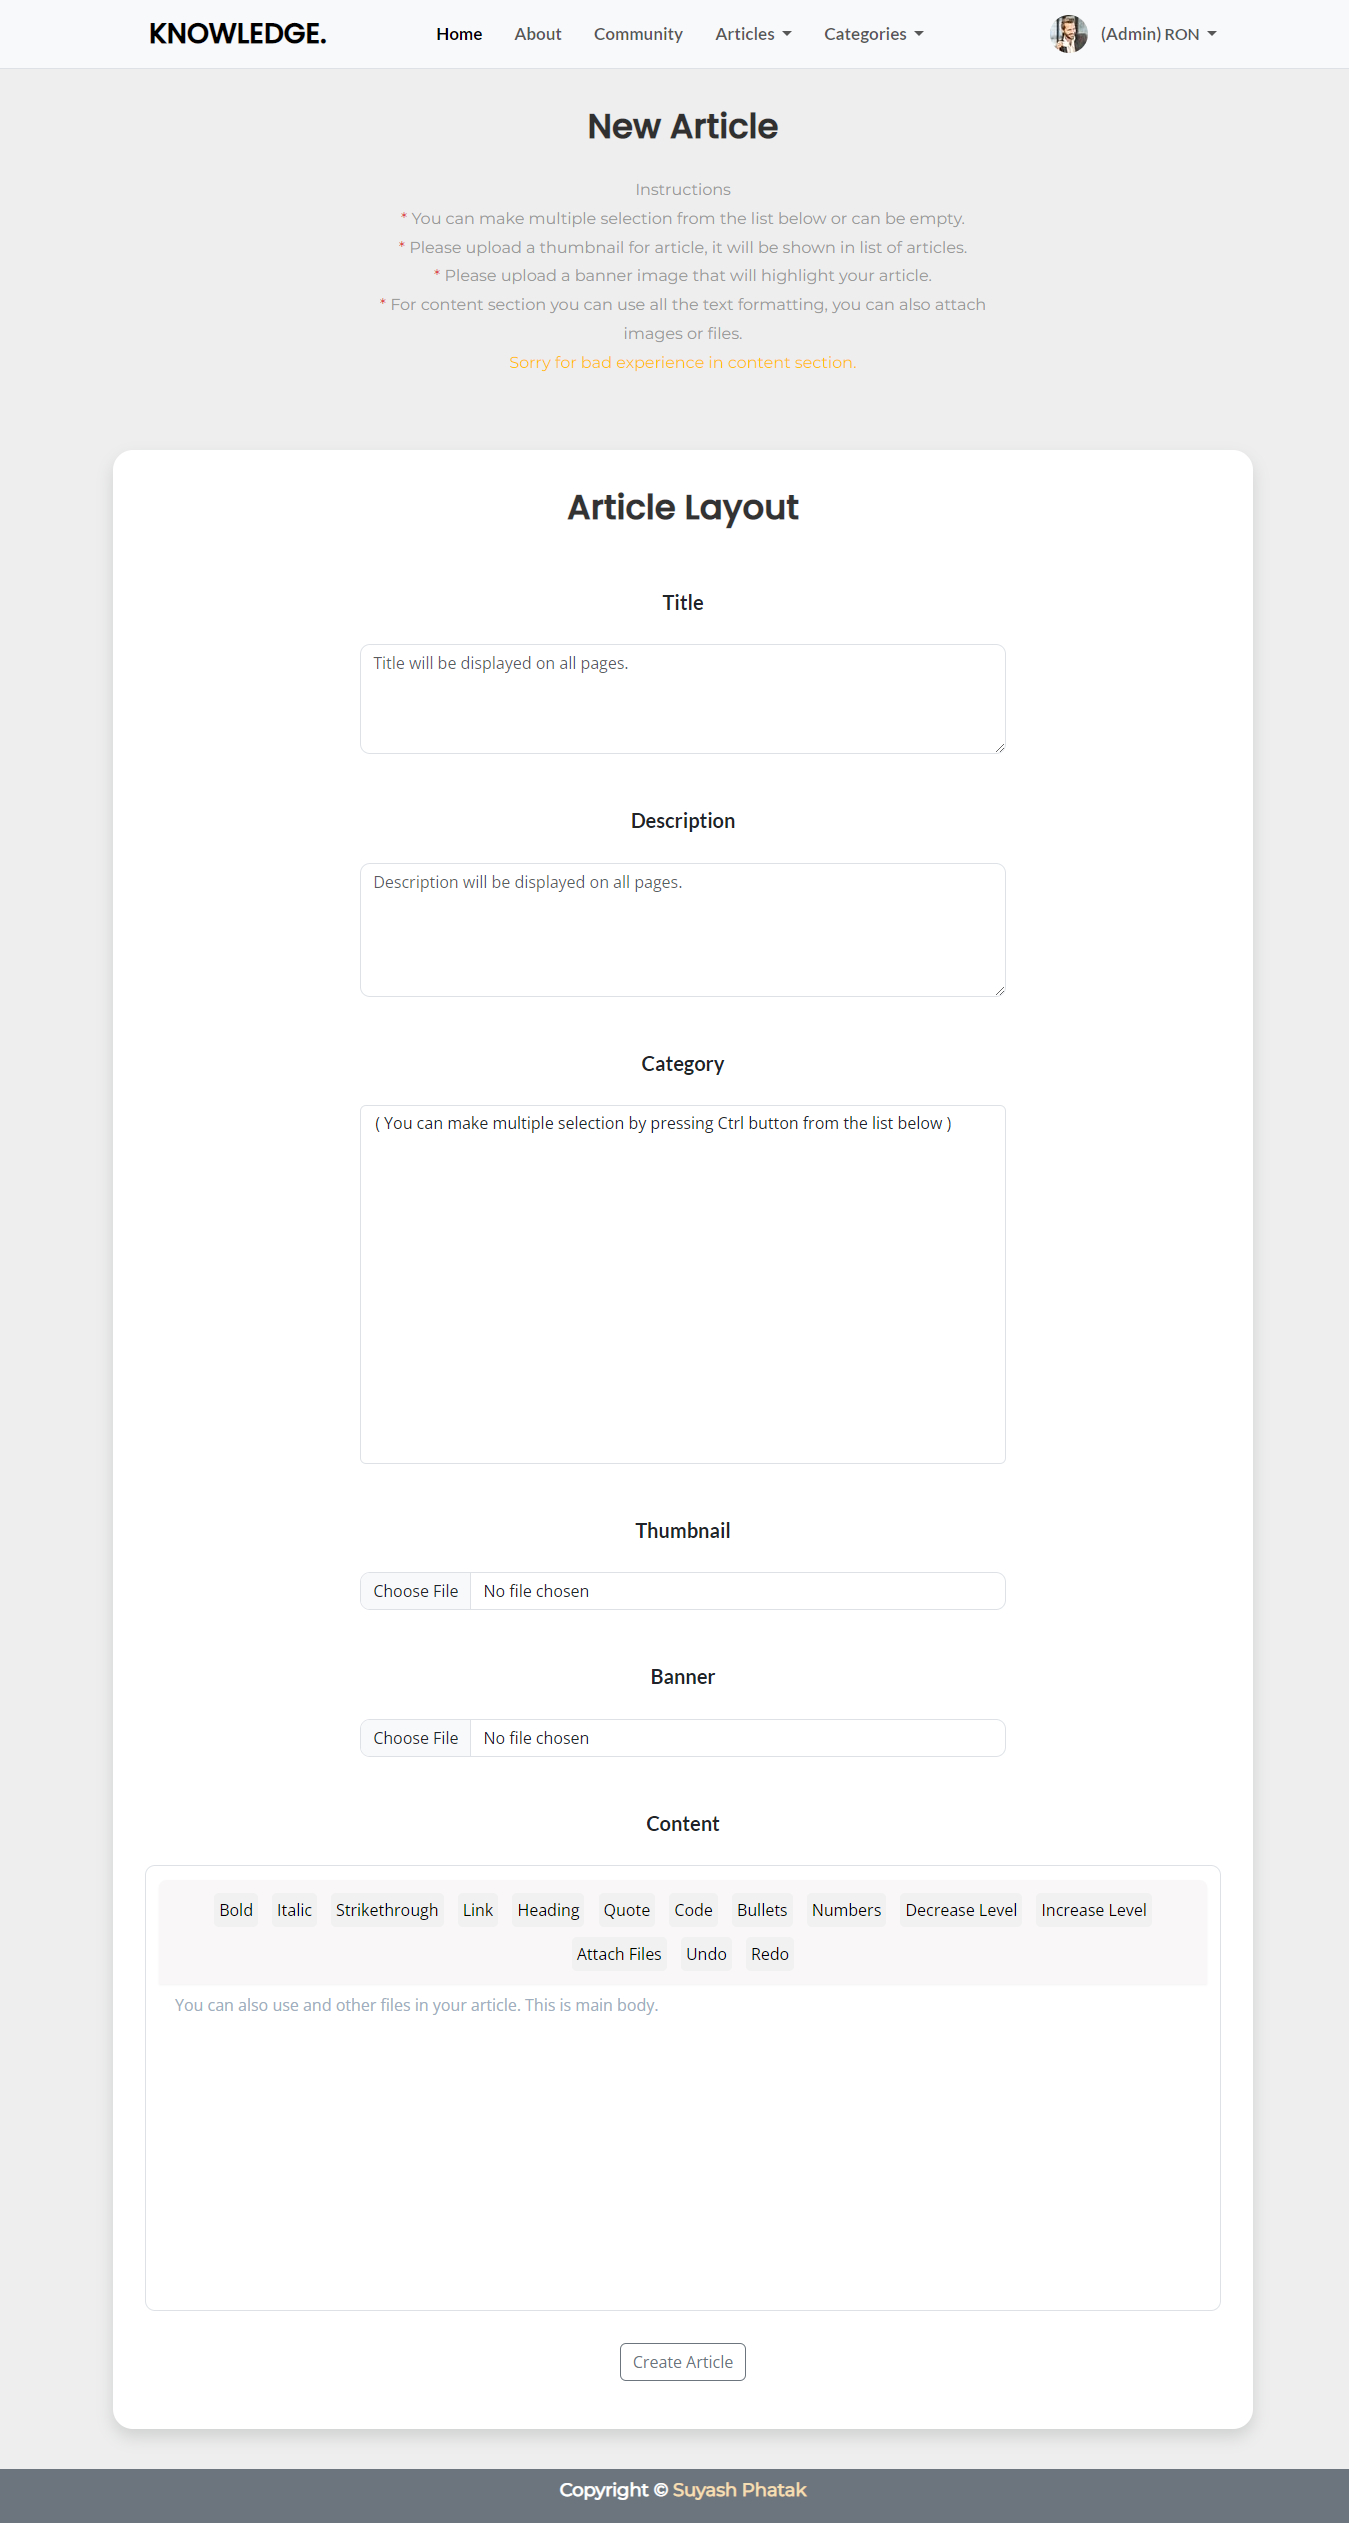 KNOWLEDGE. Home About Community Articles Categories (Admin) RON
New Article
Instructions
* You can make multiple selection from the list below or can be empty.
* Please upload a thumbnail for article, it will be shown in list of articles.
* Please upload a banner image that will highlight your article.
* For content section you can use all the text formatting, you can also attach
images or files.
Sorry for bad experience in content section.
Article Layout
Title
Title will be displayed on all pages.
Description
Description will be displayed on all pages.
Category
( You can make multiple selection by pressing Ctrl button from the list below )
Thumbnail
Choose File No file chosen
Banner
Choose File No file chosen
Content
Bold Italic Strikethrough Link Heading Quote Code Bullets Numbers Decrease Level Increase Level
Attach Files Undo Redo
You can also use and other files in your article. This is main body.
Create Article
Copyright © Suyash Phatak